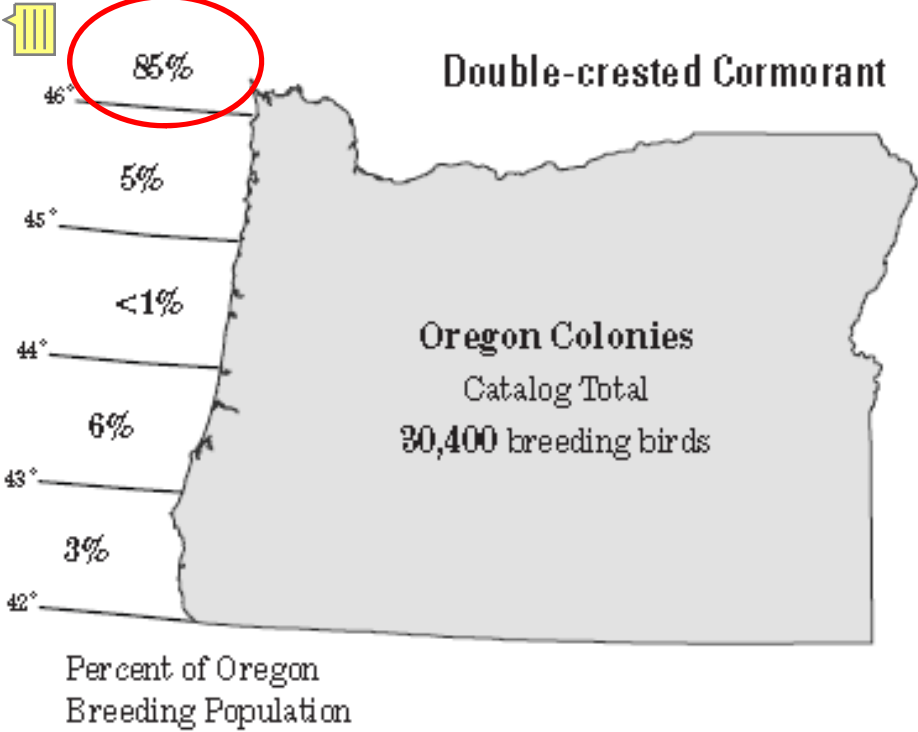 85%
Double-crested Cormorant
46°
5%
45°
<1%
Oregon Colonies
44°
Catalog Total
6%
30,400 breeding birds
43°
3%
42°
Percent of Oregon
Breeding Population